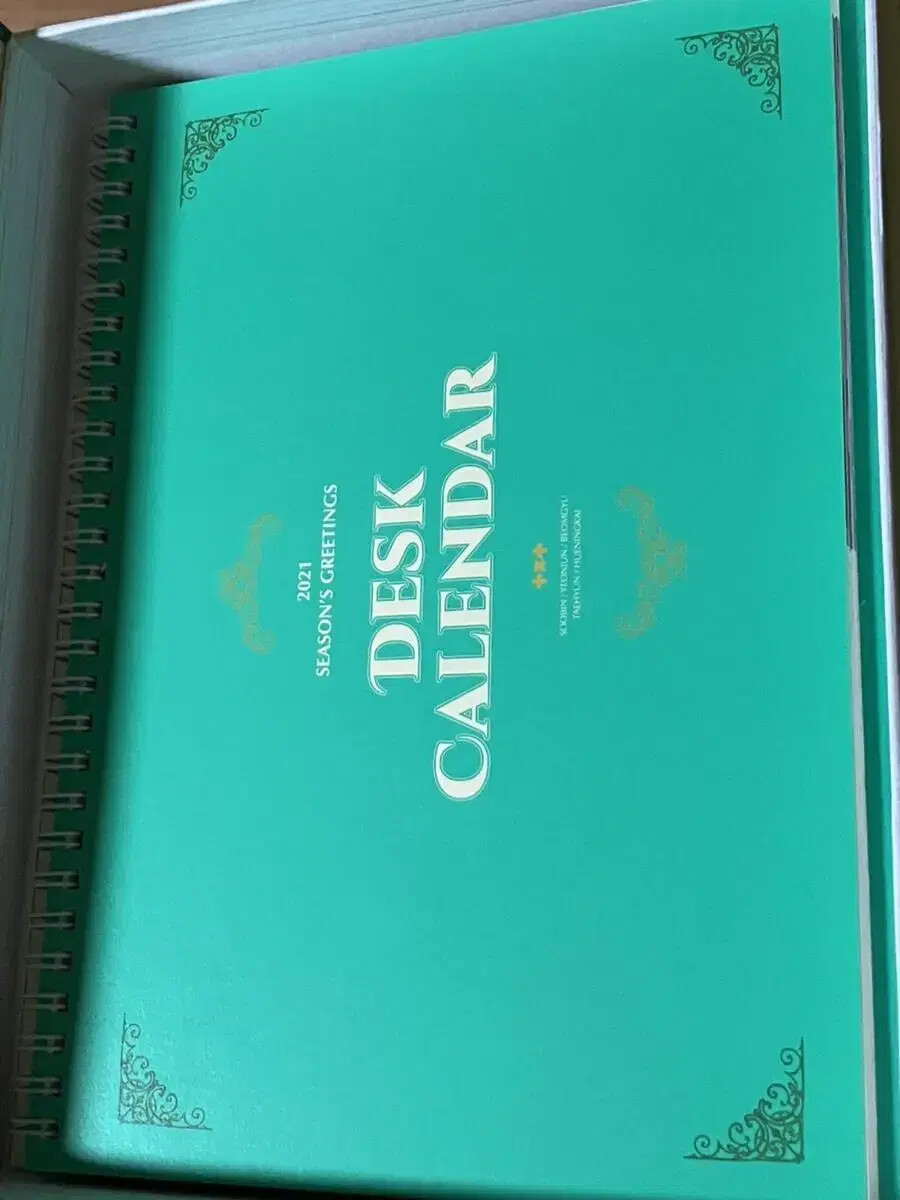 2021
SEASON'S GREETINGS
DESK
CALENDAR
SOOBIN / YEONJUN / BEOMGYU
TAEHYUN / HUENINGKAI